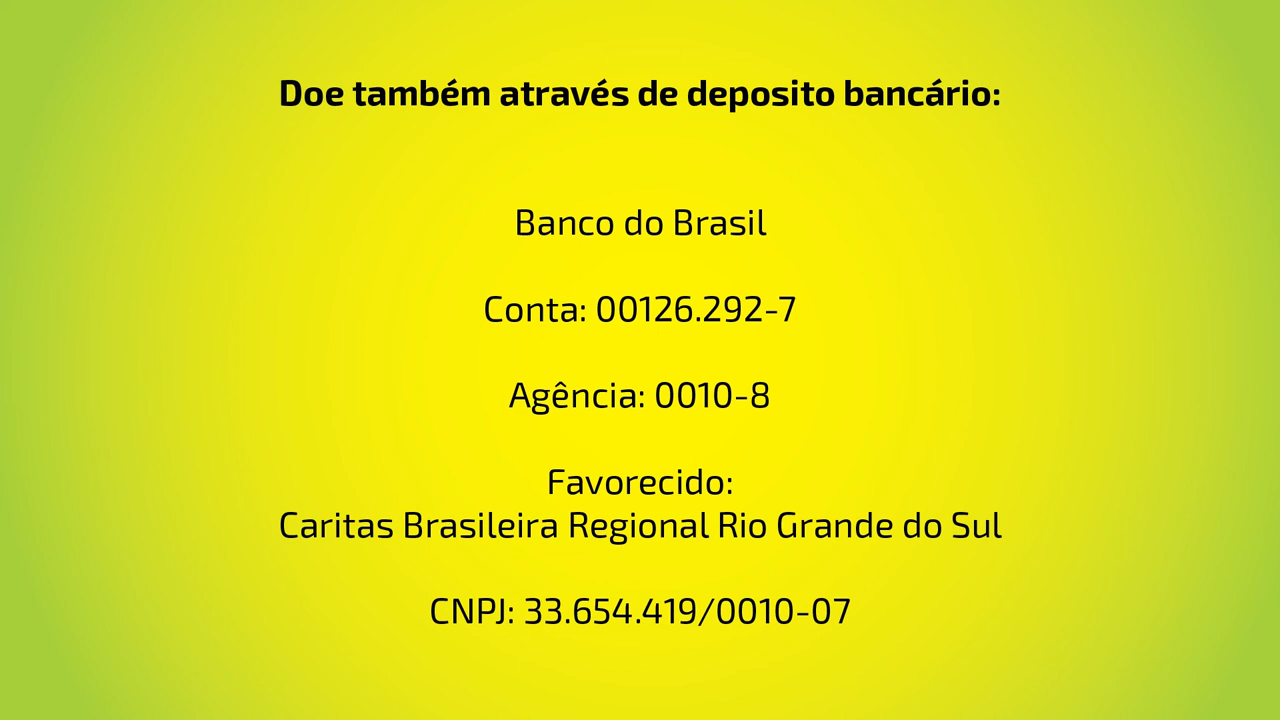 Doe também através de deposito bancário:
Banco do Brasil
Conta: 00126.292-7
Agência: 0010-8
Favorecido:
Caritas Brasileira Regional Rio Grande do Sul
CNPJ: 33.654.419/0010-07